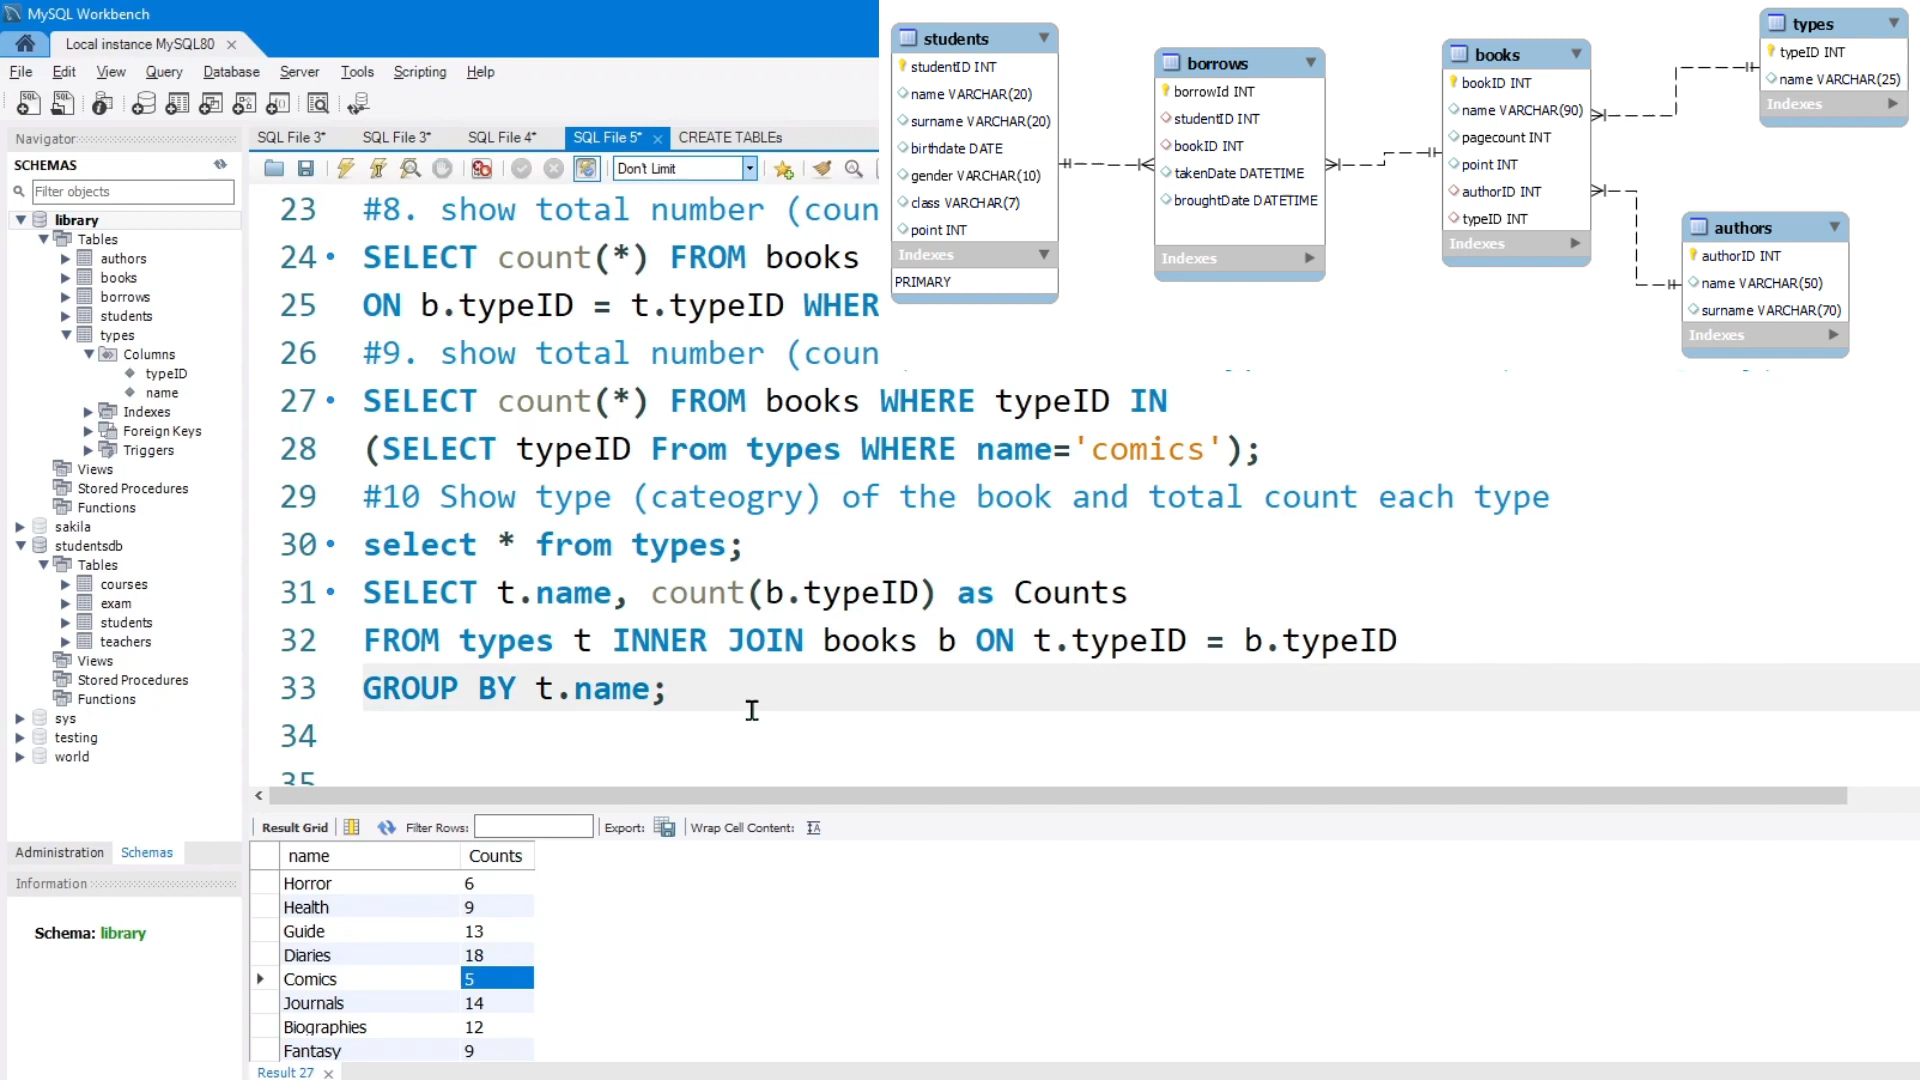 MySQL Workbench
Local instance MySQL80
File Edit View Query Database Server Tools Scripting Help
Navigator
SCHEMAS
Filter objects
library
Tables
authors
books
borrows
students
types
Columns
typeID
name
Indexes
Foreign Keys
Triggers
Views
Stored Procedures
Functions
sakila
studentsdb
Tables
courses
exam
students
teachers
Views
Stored Procedures
Functions
sys
testing
world
Administration Schemas
Information
Schema: library
SQL File 3* SQL File 3* SQL File 4* SQL File 5* CREATE TABLEs
Don't Limit
23 #8. show total number (coun
24 SELECT count(*) FROM books
25 ON b.typeID = t.typeID WHER
26 #9. show total number (coun
27 SELECT count(*) FROM books WHERE typeID IN
28 (SELECT typeID From types WHERE name='comics');
29 #10 Show type (cateogry) of the book and total count each type
30 select * from types;
31 SELECT t.name, count(b.typeID) as Counts
32 FROM types t INNER JOIN books b ON t.typeID = b.typeID
33 GROUP BY t.name;
34
35
students
studentID INT
name VARCHAR(20)
surname VARCHAR(20)
birthdate DATE
gender VARCHAR(10)
class VARCHAR(7)
point INT
Indexes
PRIMARY
borrows
borrowId INT
studentID INT
bookID INT
takenDate DATETIME
broughtDate DATETIME
Indexes
books
bookID INT
name VARCHAR(90)
pagecount INT
point INT
authorID INT
typeID INT
Indexes
types
typeID INT
name VARCHAR(25)
Indexes
authors
authorID INT
name VARCHAR(50)
surname VARCHAR(70)
Indexes
Result Grid Filter Rows: Export: Wrap Cell Content:
name Counts
Horror 6
Health 9
Guide 13
Diaries 18
Comics 5
Journals 14
Biographies 12
Fantasy 9
Result 27